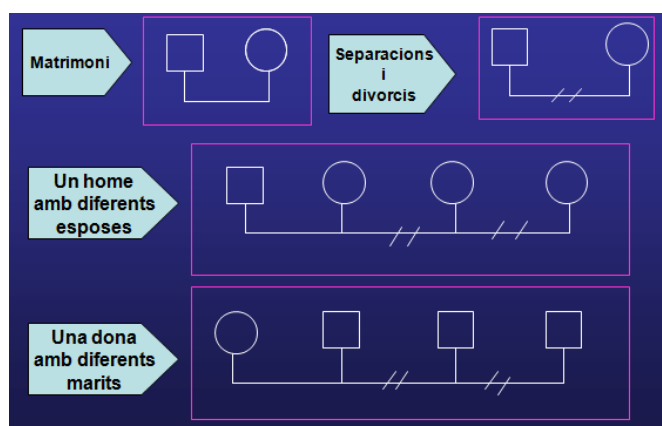 Matrimoni
Separacions
i
divorcis
Un home
amb diferents
esposes
Una dona
amb diferents
marits